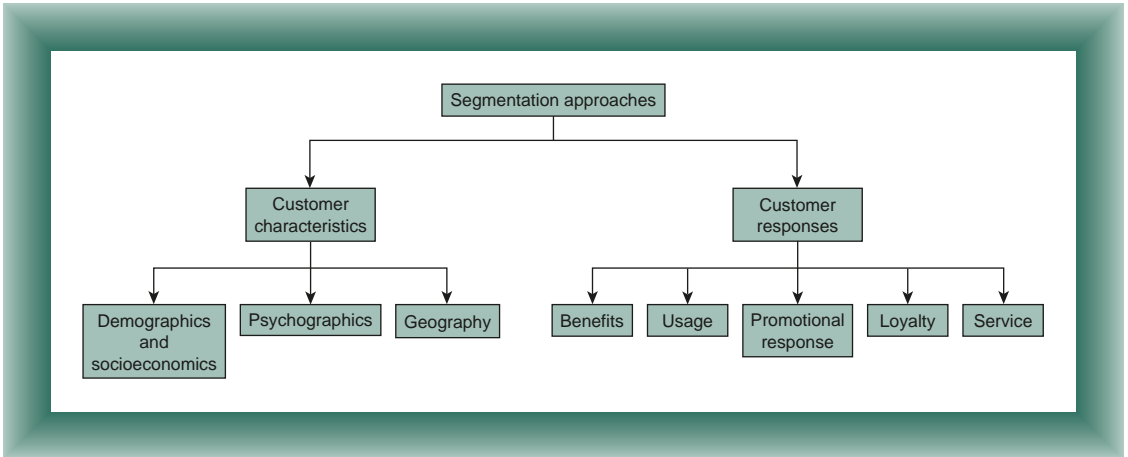 Segmentation approaches
Customer
characteristics
Customer
responses
Demographics
and
socioeconomics
Psychographics
Geography
Benefits
Usage
Promotional
response
Loyalty
Service